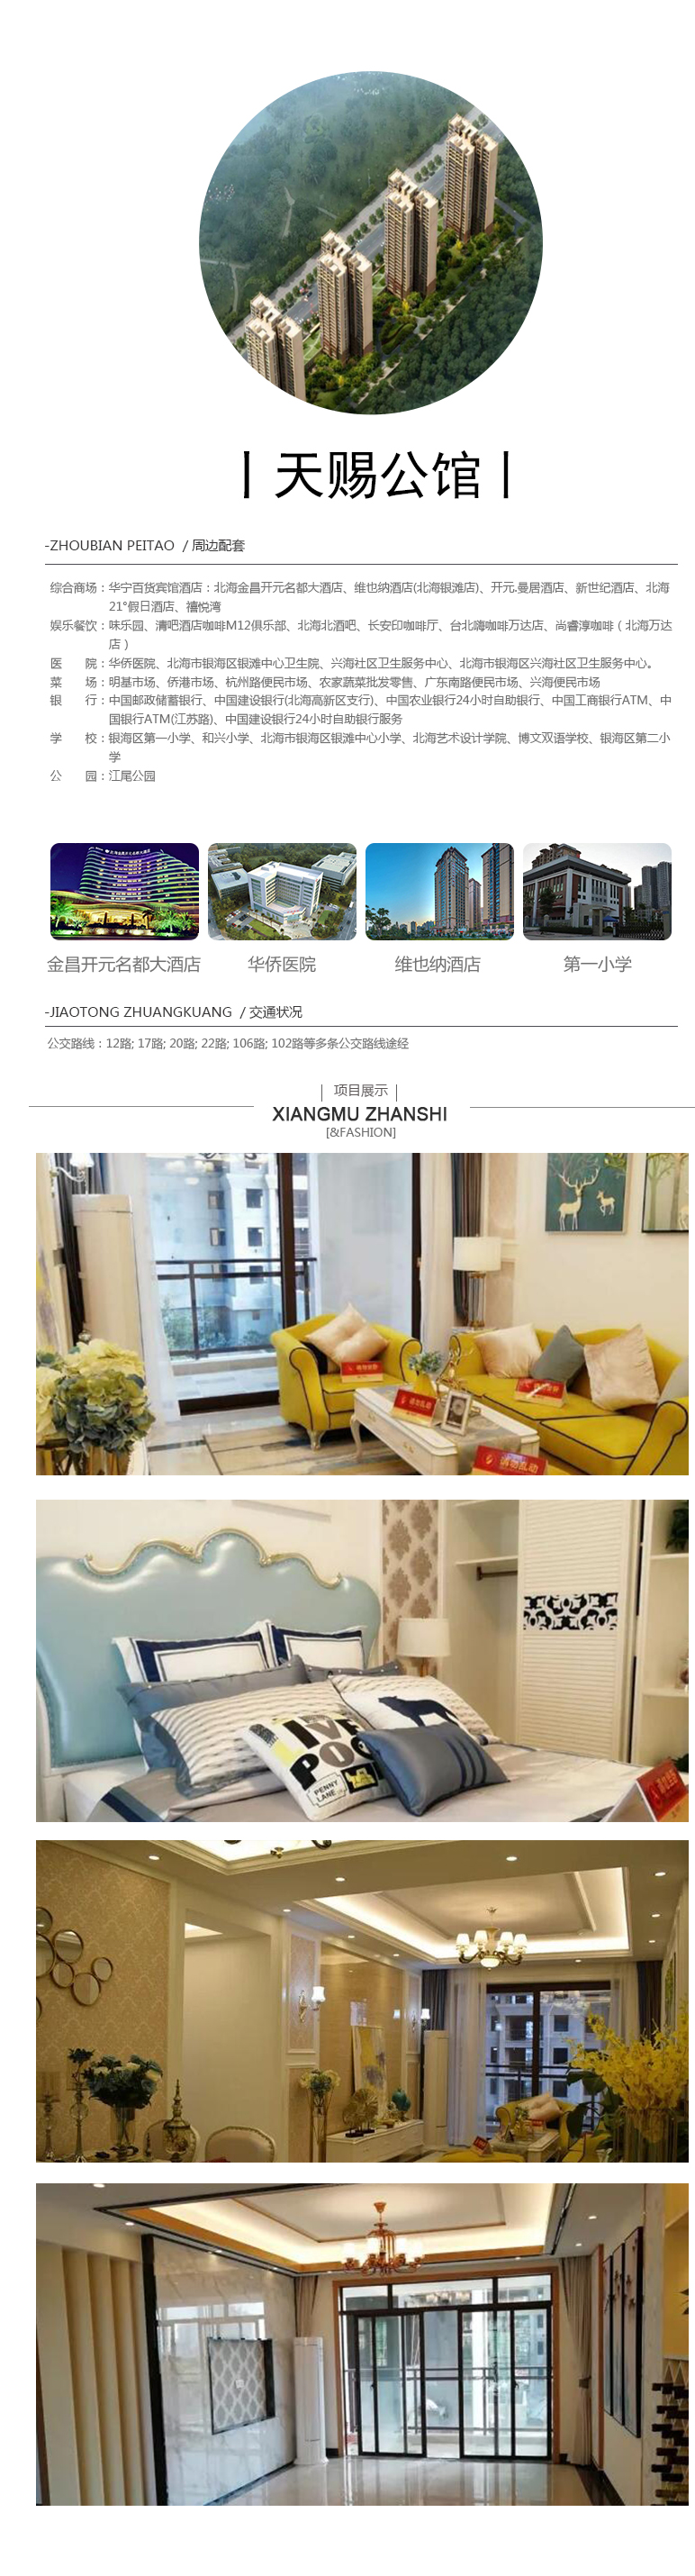 丨天赐公馆丨
-ZHOUBIAN PEITAO / 周边配套
综合商场：华宁百货宾馆酒店：北海金昌开元名都大酒店、维也纳酒店(北海银滩店)、开元.曼居酒店、新世纪酒店、北海
21°假日酒店、禧悦湾
娱乐餐饮：味乐园、清吧酒店咖啡M12俱乐部、北海北酒吧、长安印咖啡厅、台北嗨咖啡万达店、尚睿淳咖啡（北海万达
店）
医 院：华侨医院、北海市银海区银滩中心卫生院、兴海社区卫生服务中心、北海市银海区兴海社区卫生服务中心。
菜 场：明基市场、侨港市场、杭州路便民市场、农家蔬菜批发零售、广东南路便民市场、兴海便民市场
银 行：中国邮政储蓄银行、中国建设银行(北海高新区支行)、中国农业银行24小时自助银行、中国工商银行ATM、中
国银行ATM(江苏路)、中国建设银行24小时自助银行服务
学 校：银海区第一小学、和兴小学、北海市银海区银滩中心小学、北海艺术设计学院、博文双语学校、银海区第二小
学
公 园：江尾公园
金昌开元名都大酒店 华侨医院 维也纳酒店 第一小学
-JIAOTONG ZHUANGKUANG / 交通状况
公交路线：12路; 17路; 20路; 22路; 106路; 102路等多条公交路线途经
| 项目展示 |
XIANGMU ZHANSHI
[&FASHION]
PENNY
LANE